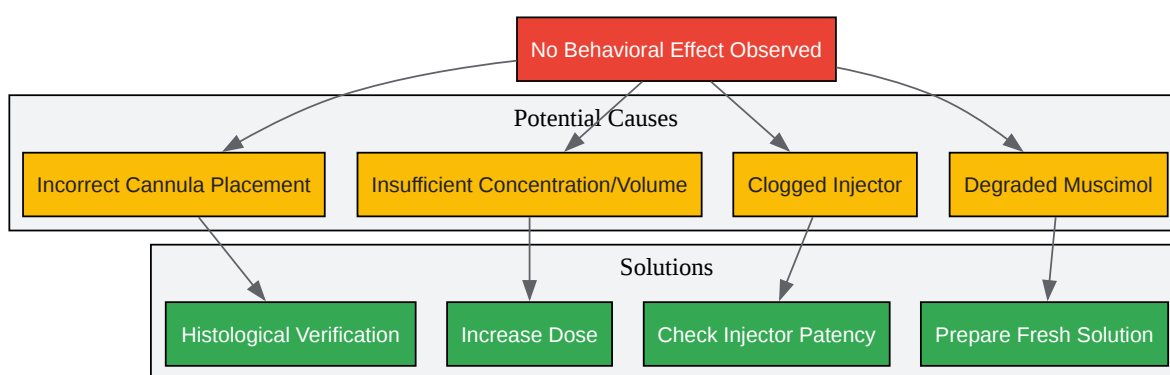 No Behavioral Effect Observed
Potential Causes
Incorrect Cannula Placement
Insufficient Concentration/Volume
Clogged Injector
Degraded Muscimol
Solutions
Histological Verification
Increase Dose
Check Injector Patency
Prepare Fresh Solution